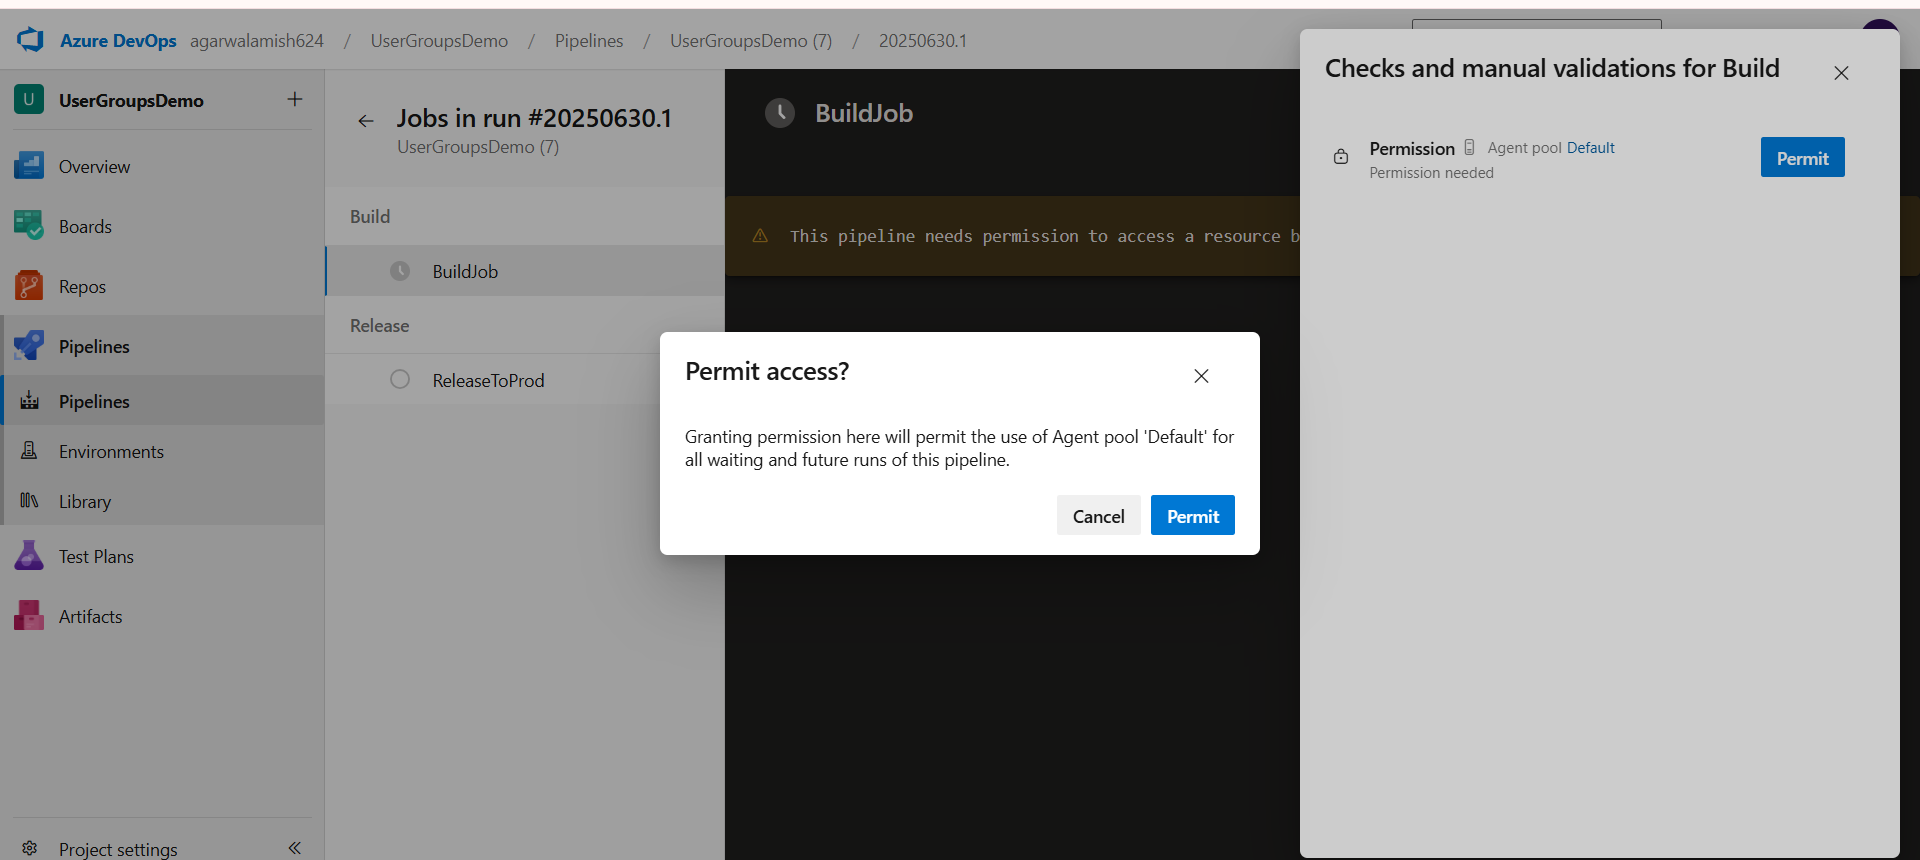 Azure DevOps agarwalamish624 / UserGroupsDemo / Pipelines / UserGroupsDemo (7) / 20250630.1
U UserGroupsDemo
Overview
Boards
Repos
Pipelines
Pipelines
Environments
Library
Test Plans
Artifacts
Project settings
Jobs in run #20250630.1
UserGroupsDemo (7)
Build
BuildJob
Release
ReleaseToProd
BuildJob
This pipeline needs permission to access a resource b
Permit access?
Granting permission here will permit the use of Agent pool 'Default' for
all waiting and future runs of this pipeline.
Cancel Permit
Checks and manual validations for Build
Permission Agent pool Default
Permission needed
Permit